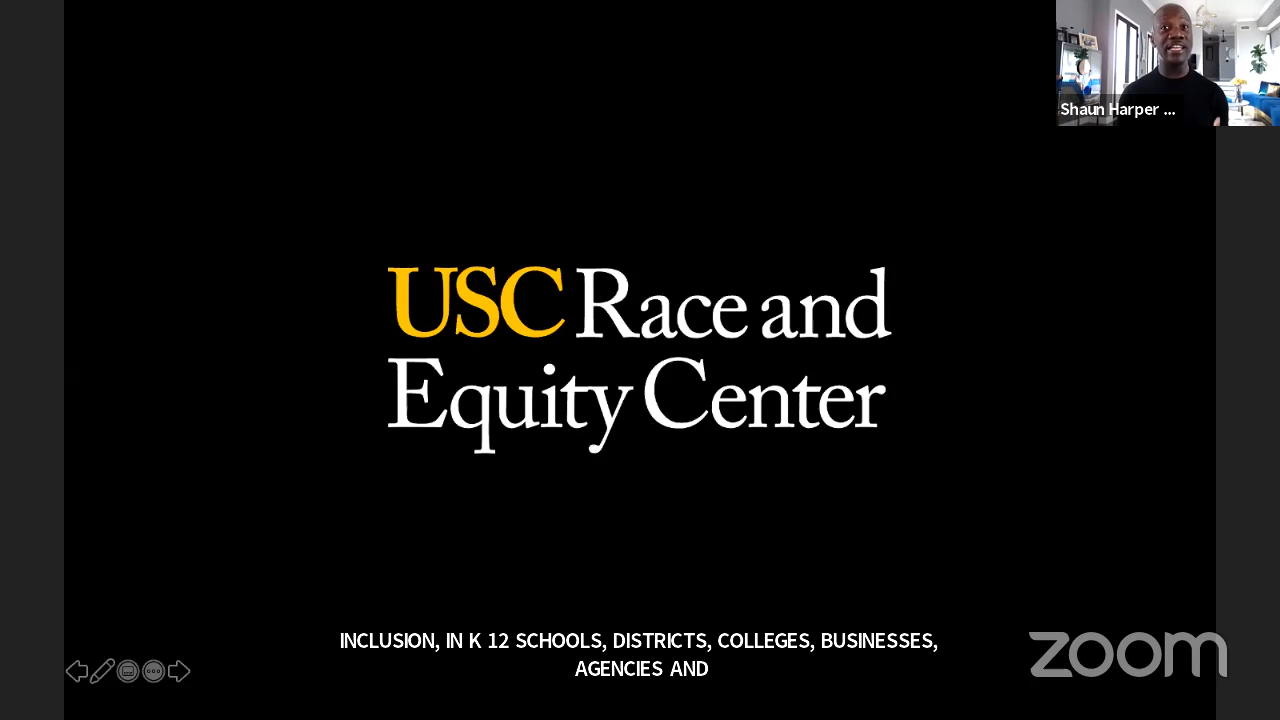 Shaun Harper ...
USC Race and
Equity Center
INCLUSION, IN K 12 SCHOOLS, DISTRICTS, COLLEGES, BUSINESSES,
AGENCIES AND
zoom